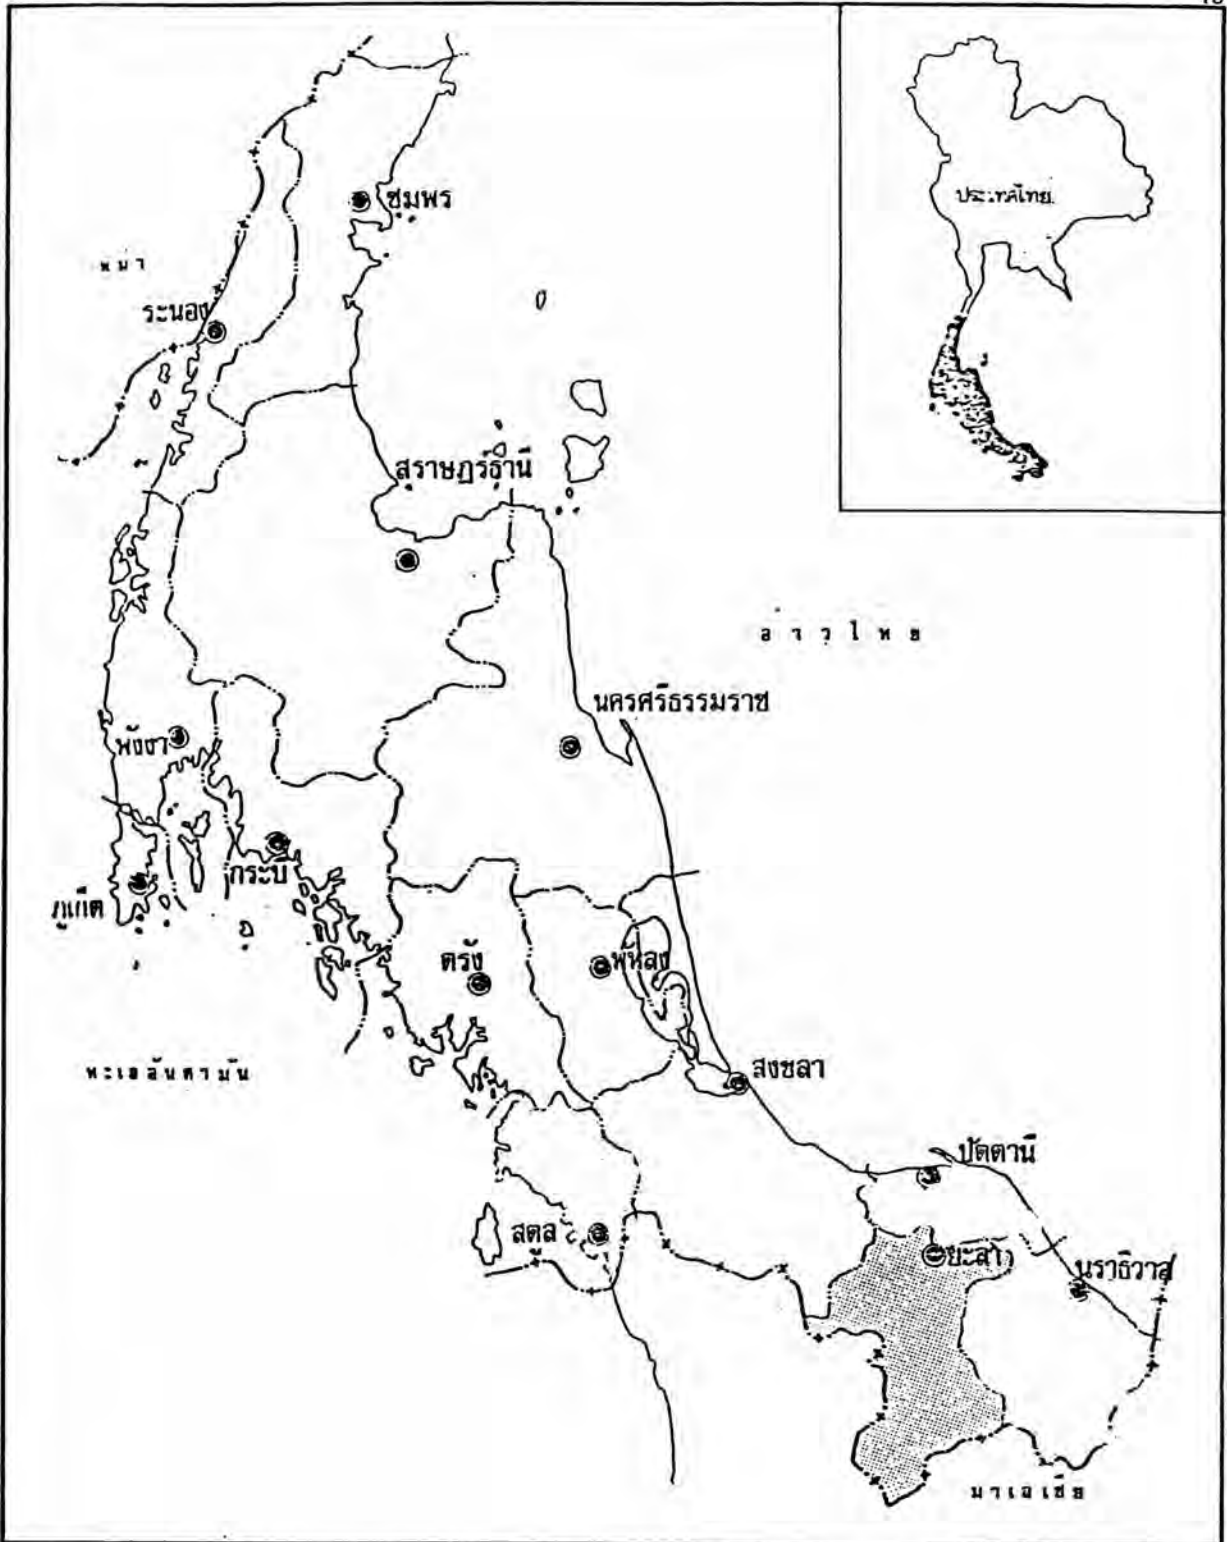 ชุมพร
ประเทศไทย.
พม่า
ระนอง
สุราษฎร์ธานี
อ่าวไทย
นครศรีธรรมราช
พังงา
กระบี่
ภูเก็ต
ตรัง
พัทลุง
ทะเลอันดามัน
สงขลา
ปัตตานี
สตูล
ยะลา
นราธิวาส
มาเลเซีย